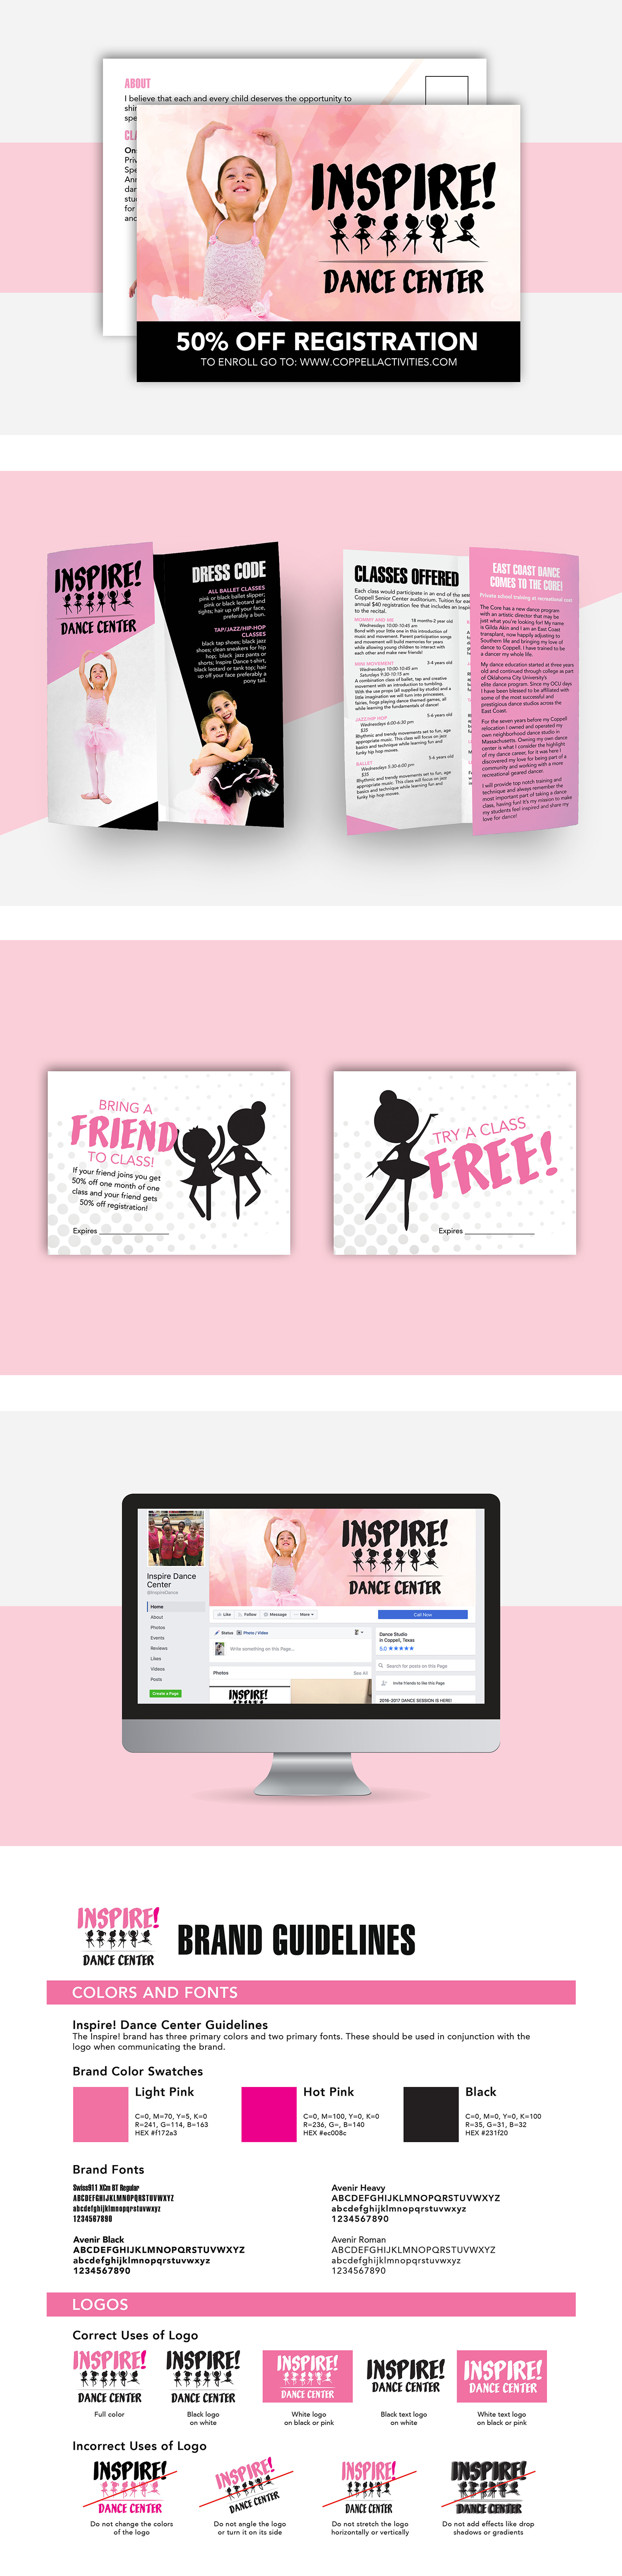 ABOUT
I believe that each and every child deserves the opportunity to
INSPIRE!
DANCE CENTER
50% OFF REGISTRATION
TO ENROLL GO TO: WWW.COPPELLACTIVITIES.COM
INSPIRE!
DANCE CENTER
DRESS CODE
ALL BALLET CLASSES
pink or black ballet slipper;
pink or black leotard and
tights; hair up off your face,
preferably a bun.
TAP/JAZZ/HIP-HOP
CLASSES
black tap shoes; black jazz
shoes; clean sneakers for hip
hop; black jazz pants or
shorts; Inspire Dance t-shirt,
black leotard or tank top; hair
up off your face preferably a
pony tail.
CLASSES OFFERED
Each class would participate in an end of the
Coppell Senior Center auditorium. Tuition for
annual $40 registration fee that includes an
to the recital.
MOMMY AND ME 18 months-2 year old
Wednesdays 10:00-10:45 am
Bond with your little one in this introduction of
music and movement. Parent participation songs
and movement will build memories for years
while allowing young children to interact with
each other and make new friends!
MINI MOVEMENT 3-4 years old
Wednesdays 10:00-10:45 am
Saturdays 9:30-10:15 am
A combination class of ballet, tap and creative
movement with an introduction to tumbling.
With the use props (all supplied by studio) and a
little imagination we will turn into princesses,
fairies, frogs playing dance themed games, all
while learning the fundamentals of dance!
JAZZ/HIP HOP 5-6 years old
Wednesdays 6:00-6:30 pm
$35
Rhythmic and trendy movements set to fun, age
appropriate music. This class will focus on jazz
basics and technique while learning fun and
funky hip hop moves.
BALLET 5-6 years old
Wednesdays 5:30-6:00 pm
$35
Rhythmic and trendy movements set to fun, age
appropriate music. This class will focus on jazz
basics and technique while learning fun and
funky hip hop moves.
EAST COAST DANCE
COMES TO THE CORE!
Private school training at recreational cost
The Core has a new dance program
with an artistic director that may be
just what you're looking for! My name
is Gilda Akin and I am an East Coast
transplant, now happily adjusting to
Southern life and bringing my love of
dance to Coppell. I have trained to be
a dancer my whole life.
My dance education started at three years
old and continued through college as part
of Oklahoma City University's
elite dance program. Since my OCU days
I have been blessed to be affiliated with
some of the most successful and
prestigious dance studios across the
East Coast.
For the seven years before my Coppell
relocation I owned and operated my
own neighborhood dance studio in
Massachusetts. Owning my own dance
center is what I consider the highlight
of my dance career, for it was here I
discovered my love for being part of a
community and working with a more
recreational geared dancer.
I will provide top notch training and
technique and always remember the
most important part of taking a dance
class, having fun! It's my mission to make
my students feel inspired and share my
love for dance!
BRING A
FRIEND
TO CLASS!
If your friend joins you get
50% off one month of one
class and your friend gets
50% off registration!
Expires
TRY A CLASS
FREE!
Expires
Inspire Dance
Center
@InspireDance
Home
About
Photos
Events
Reviews
Likes
Videos
Posts
Create a Page
INSPIRE!
DANCE CENTER
Like Follow Message More
Call Now
Status Photo / Video
Write something on this Page...
Photos See All
INSPIRE!
Dance Studio
in Coppell, Texas
5.0
Search for posts on this Page
Invite friends to like this Page
2016-2017 DANCE SESSION IS HERE!
INSPIRE!
DANCE CENTER
BRAND GUIDELINES
COLORS AND FONTS
Inspire! Dance Center Guidelines
The Inspire! brand has three primary colors and two primary fonts. These should be used in conjunction with the
logo when communicating the brand.
Brand Color Swatches
Light Pink
C=0, M=70, Y=5, K=0
R=241, G=114, B=163
HEX #f172a3
Hot Pink
C=0, M=100, Y=0, K=0
R=236, G=, B=140
HEX #ec008c
Black
C=0, M=0, Y=0, K=100
R=35, G=31, B=32
HEX #231f20
Brand Fonts
Swiss911 XCm BT Regular
ABCDEFGHIJKLMNOPQRSTUVWXYZ
abcdefghijklmnopqrstuvwxyz
1234567890
Avenir Heavy
ABCDEFGHIJKLMNOPQRSTUVWXYZ
abcdefghijklmnopqrstuvwxyz
1234567890
Avenir Black
ABCDEFGHIJKLMNOPQRSTUVWXYZ
abcdefghijklmnopqrstuvwxyz
1234567890
Avenir Roman
ABCDEFGHIJKLMNOPQRSTUVWXYZ
abcdefghijklmnopqrstuvwxyz
1234567890
LOGOS
Correct Uses of Logo
INSPIRE!
DANCE CENTER
Full color
INSPIRE!
DANCE CENTER
Black logo
on white
INSPIRE!
DANCE CENTER
White logo
on black or pink
INSPIRE!
DANCE CENTER
Black text logo
on white
INSPIRE!
DANCE CENTER
White text logo
on black or pink
Incorrect Uses of Logo
INSPIRE!
DANCE CENTER
Do not change the colors
of the logo
INSPIRE!
DANCE CENTER
Do not angle the logo
or turn it on its side
INSPIRE!
DANCE CENTER
Do not stretch the logo
horizontally or vertically
INSPIRE!
DANCE CENTER
Do not add effects like drop
shadows or gradients